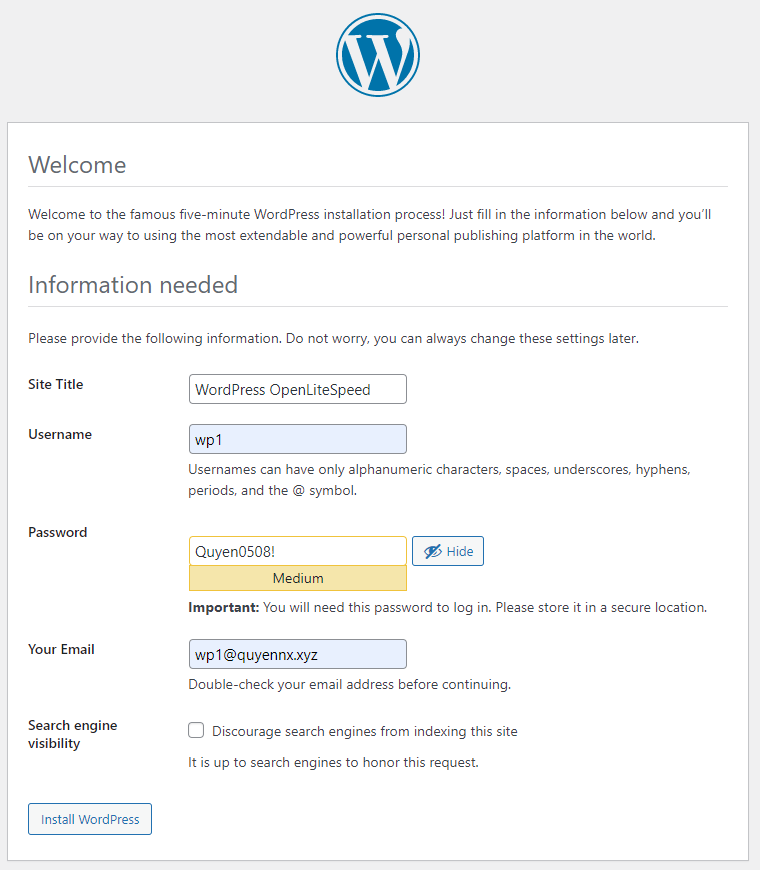 Welcome
Welcome to the famous five-minute WordPress installation process! Just fill in the information below and you’ll
be on your way to using the most extendable and powerful personal publishing platform in the world.
Information needed
Please provide the following information. Do not worry, you can always change these settings later.
Site Title
WordPress OpenLiteSpeed
Username
wp1
Usernames can have only alphanumeric characters, spaces, underscores, hyphens,
periods, and the @ symbol.
Password
Quyen0508!
Hide
Medium
Important: You will need this password to log in. Please store it in a secure location.
Your Email
wp1@quyennx.xyz
Double-check your email address before continuing.
Search engine
visibility
Discourage search engines from indexing this site
It is up to search engines to honor this request.
Install WordPress